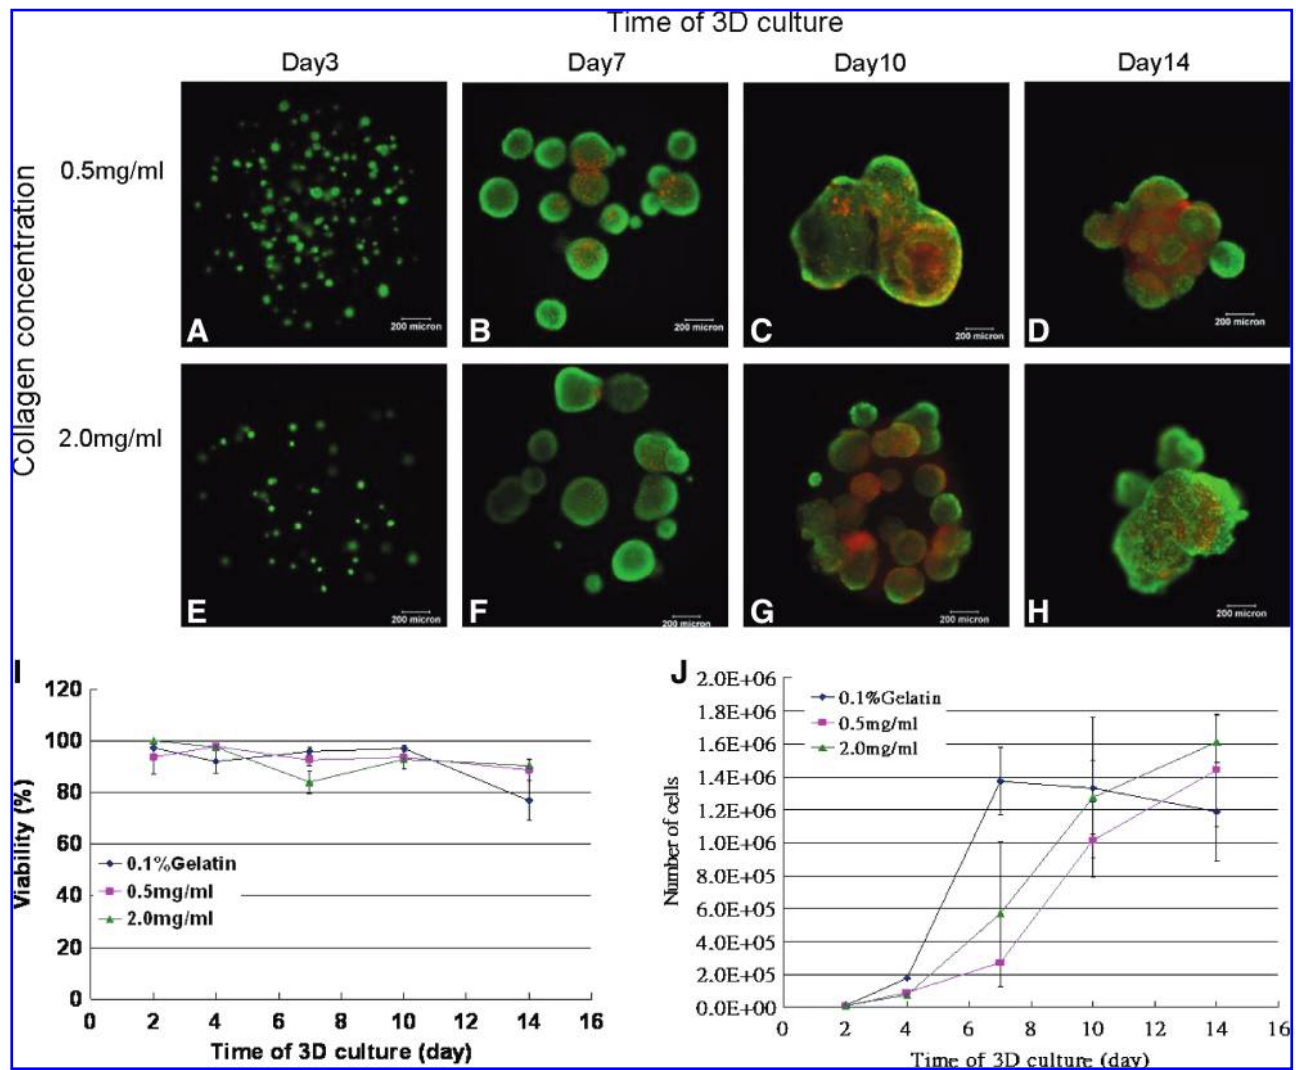 Time of 3D culture
Day3 Day7 Day10 Day14
Collagen concentration
0.5mg/ml
200 micron 200 micron 200 micron 200 micron
A B C D
2.0mg/ml
200 micron 200 micron 200 micron 200 micron
E F G H
I
120
100
80
60
40
20
0
0 2 4 6 8 10 12 14 16
Viability (%)
0.1%Gelatin
0.5mg/ml
2.0mg/ml
Time of 3D culture (day)
J
2.0E+06
1.8E+06
1.6E+06
1.4E+06
1.2E+06
1.0E+06
8.0E+05
6.0E+05
4.0E+05
2.0E+05
0.0E+00
0 2 4 6 8 10 12 14 16
Number of cells
0.1%Gelatin
0.5mg/ml
2.0mg/ml
Time of 3D culture (day)